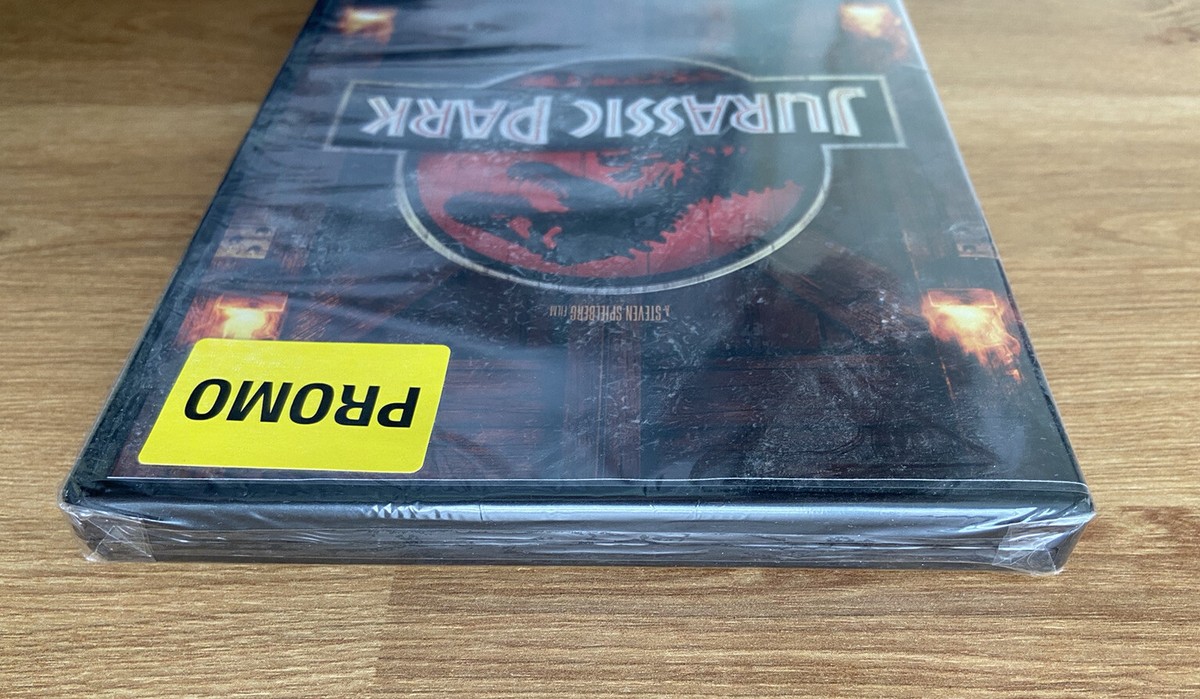 JURASSIC PARK
A STEVEN SPIELBERG FILM
PROMO